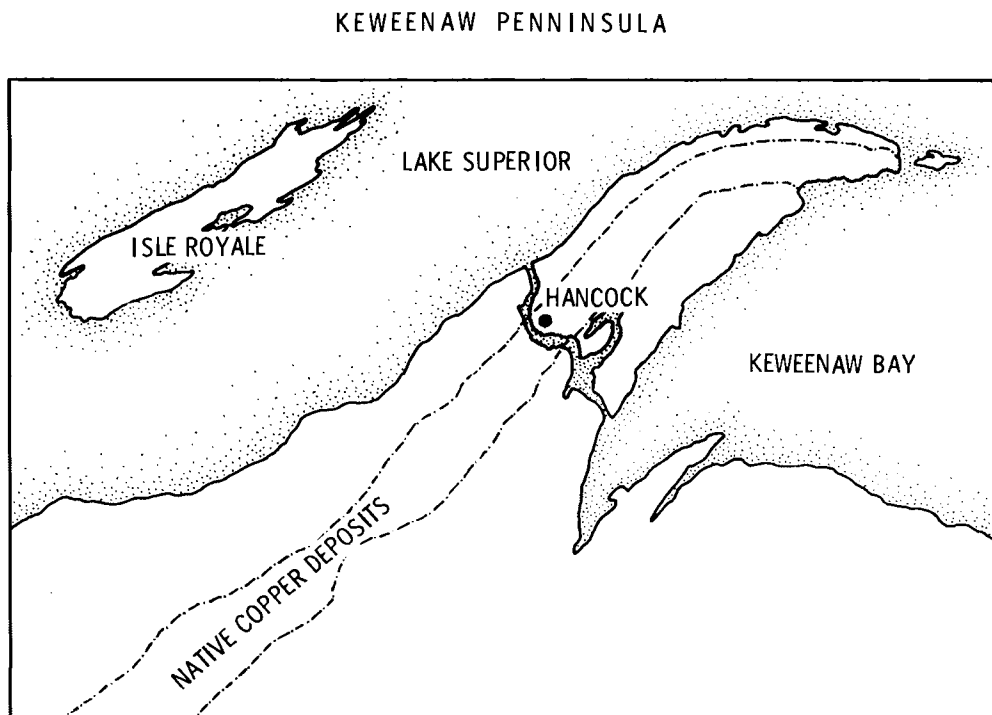 KEWEENAW PENNINSULA
LAKE SUPERIOR
ISLE ROYALE
HANCOCK
KEWEENAW BAY
NATIVE COPPER DEPOSITS